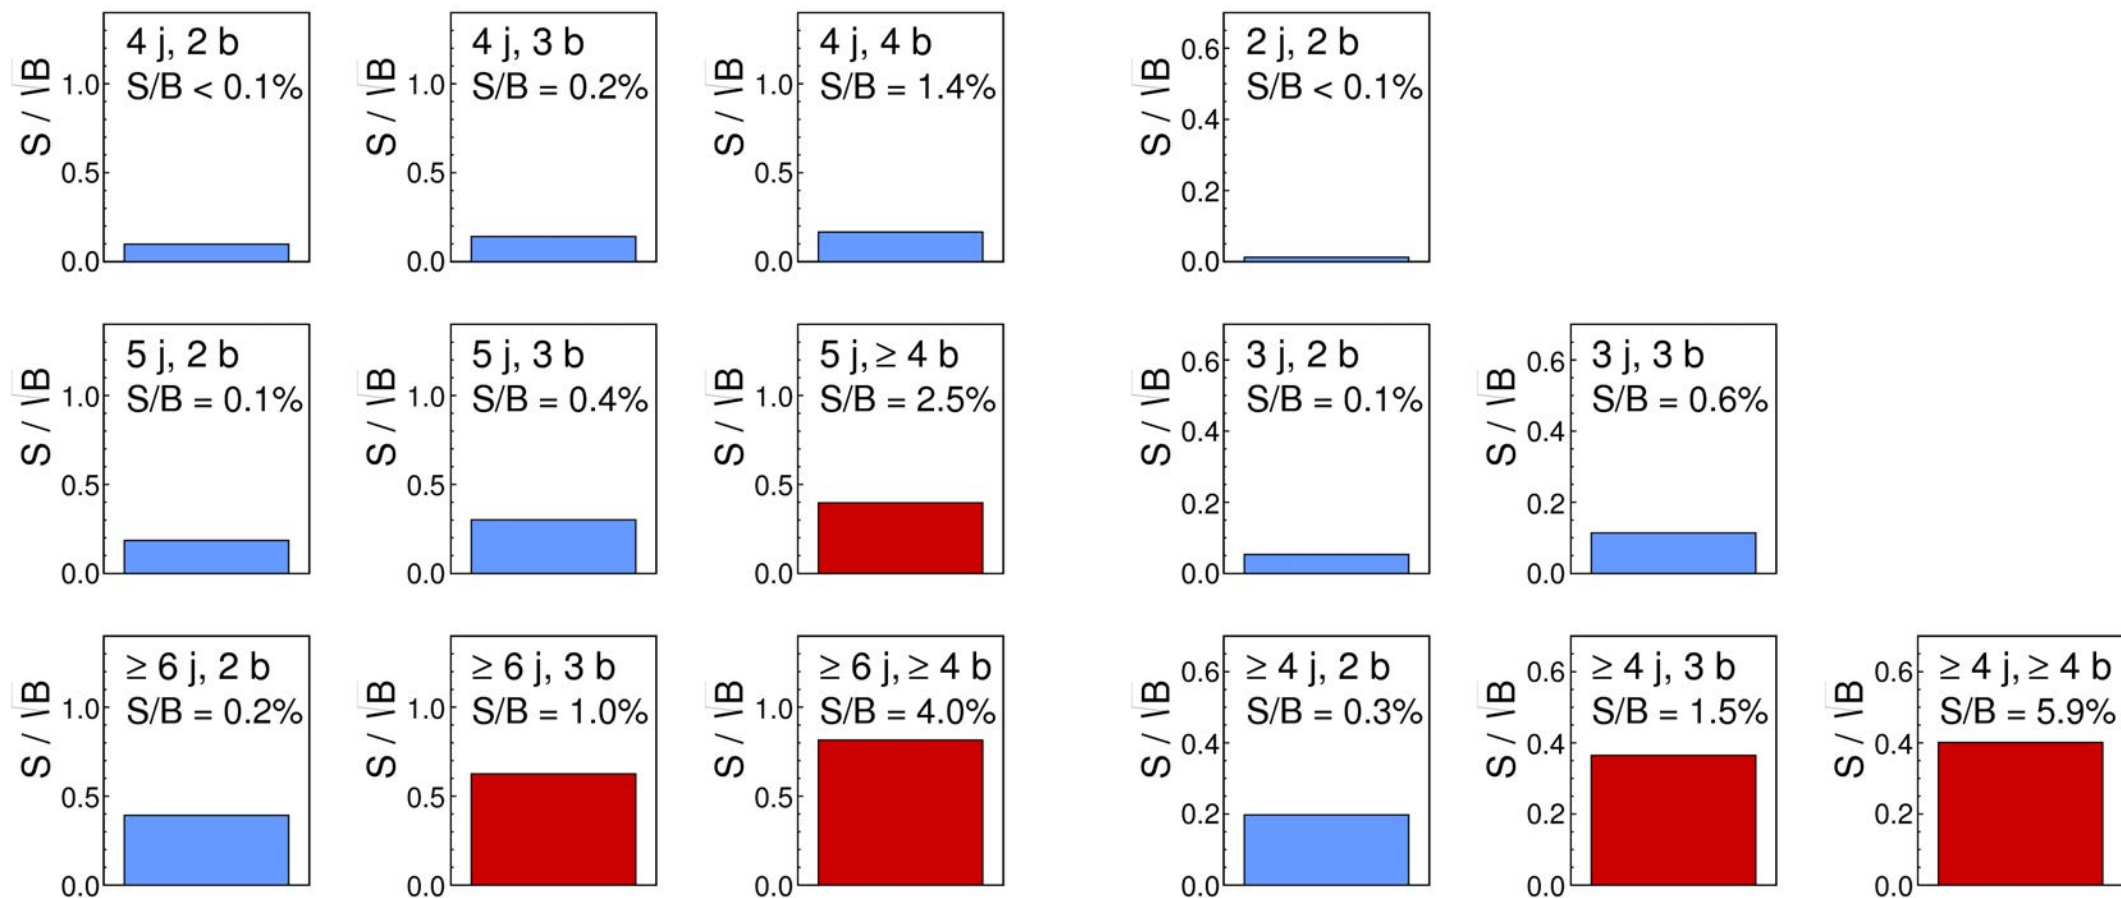 4 j, 2 b
S/B < 0.1%
S / √B
1.0
0.5
0.0
4 j, 3 b
S/B = 0.2%
S / √B
1.0
0.5
0.0
4 j, 4 b
S/B = 1.4%
S / √B
1.0
0.5
0.0
2 j, 2 b
S/B < 0.1%
S / √B
0.6
0.4
0.2
0.0
5 j, 2 b
S/B = 0.1%
S / √B
1.0
0.5
0.0
5 j, 3 b
S/B = 0.4%
S / √B
1.0
0.5
0.0
5 j, ≥ 4 b
S/B = 2.5%
S / √B
1.0
0.5
0.0
3 j, 2 b
S/B = 0.1%
S / √B
0.6
0.4
0.2
0.0
3 j, 3 b
S/B = 0.6%
S / √B
0.6
0.4
0.2
0.0
≥ 6 j, 2 b
S/B = 0.2%
S / √B
1.0
0.5
0.0
≥ 6 j, 3 b
S/B = 1.0%
S / √B
1.0
0.5
0.0
≥ 6 j, ≥ 4 b
S/B = 4.0%
S / √B
1.0
0.5
0.0
≥ 4 j, 2 b
S/B = 0.3%
S / √B
0.6
0.4
0.2
0.0
≥ 4 j, 3 b
S/B = 1.5%
S / √B
0.6
0.4
0.2
0.0
≥ 4 j, ≥ 4 b
S/B = 5.9%
S / √B
0.6
0.4
0.2
0.0